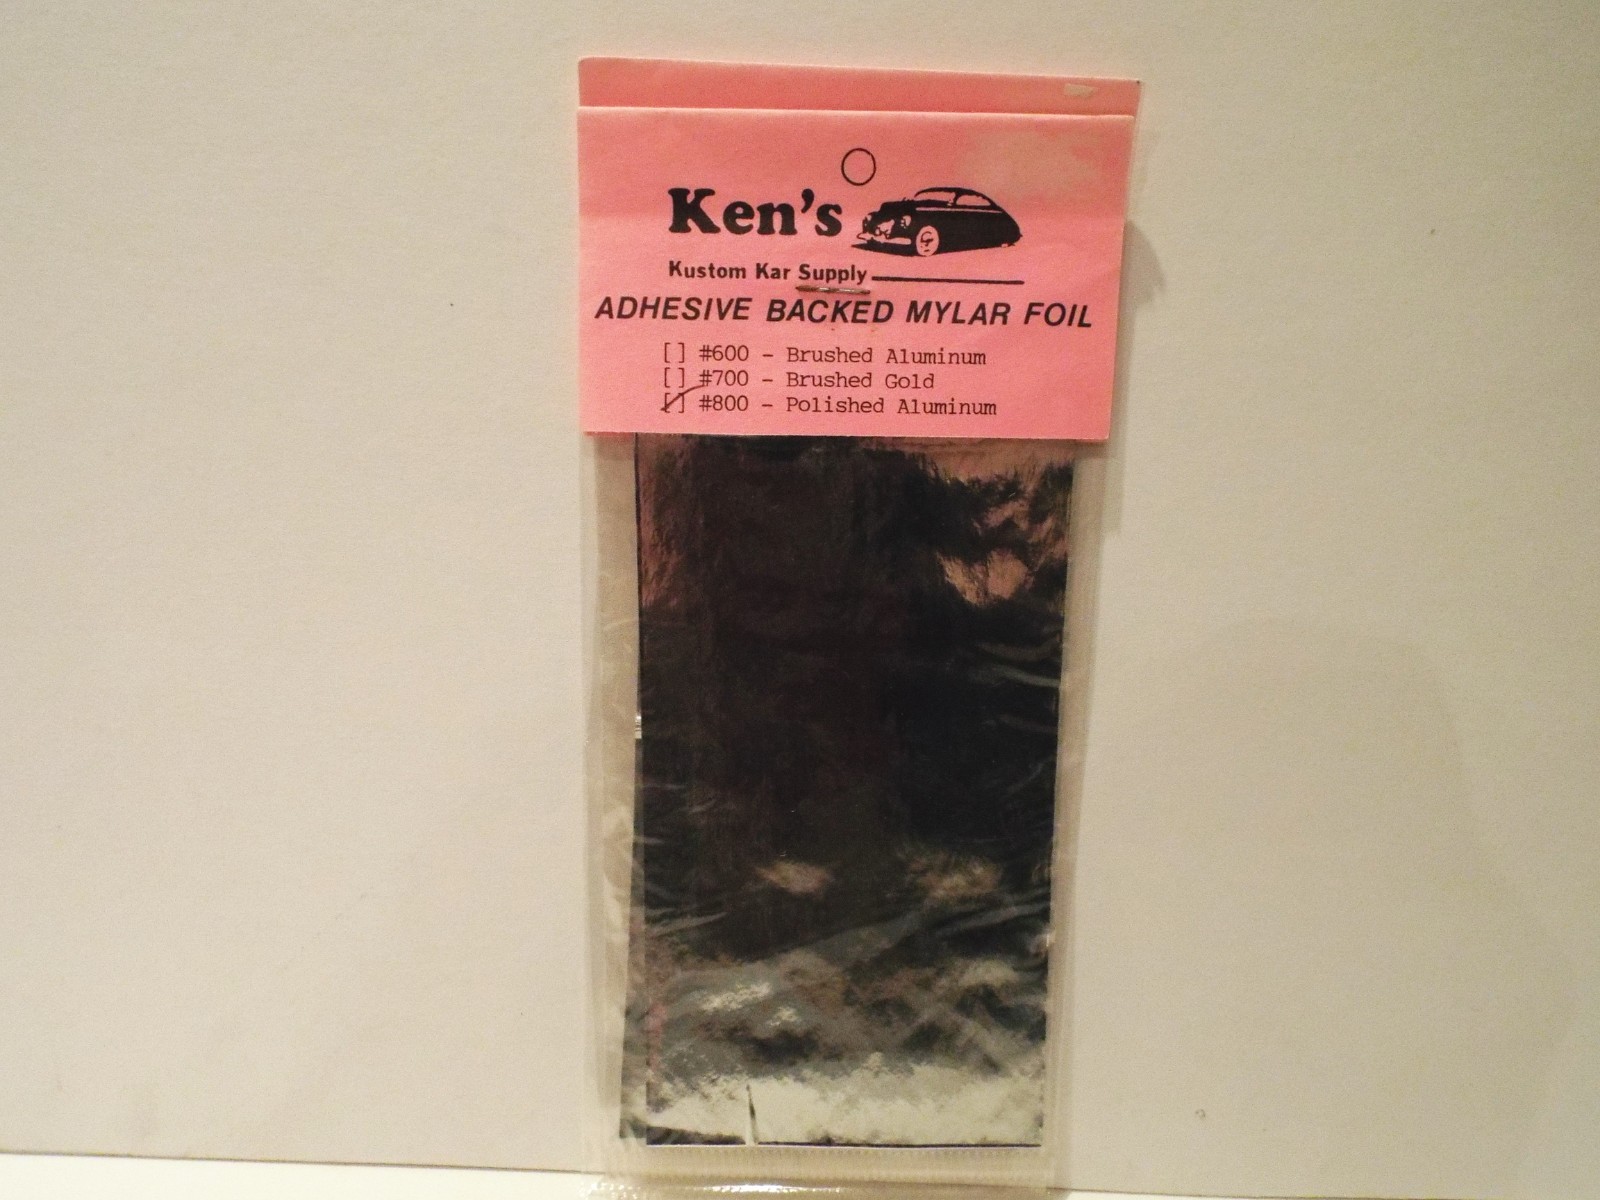 Ken's
Kustom Kar Supply
ADHESIVE BACKED MYLAR FOIL
[ ] #600 - Brushed Aluminum
[ ] #700 - Brushed Gold
[✓] #800 - Polished Aluminum